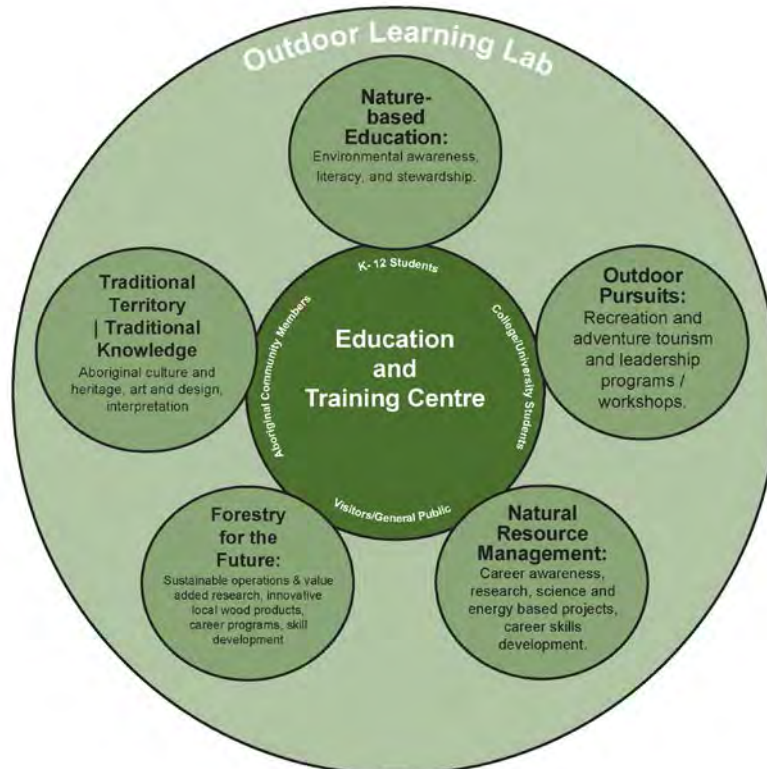 Outdoor Learning Lab
Nature-
based
Education:
Environmental awareness,
literacy, and stewardship.
Traditional
Territory
| Traditional
Knowledge
Aboriginal culture and
heritage, art and design,
interpretation
K- 12 Students
Aboriginal Community Members
Education
and
Training Centre
College/University Students
Visitors/General Public
Outdoor
Pursuits:
Recreation and
adventure tourism
and leadership
programs /
workshops.
Forestry
for the
Future:
Sustainable operations & value
added research, innovative
local wood products,
career programs, skill
development
Natural
Resource
Management:
Career awareness,
research, science and
energy based projects,
career skills
development.